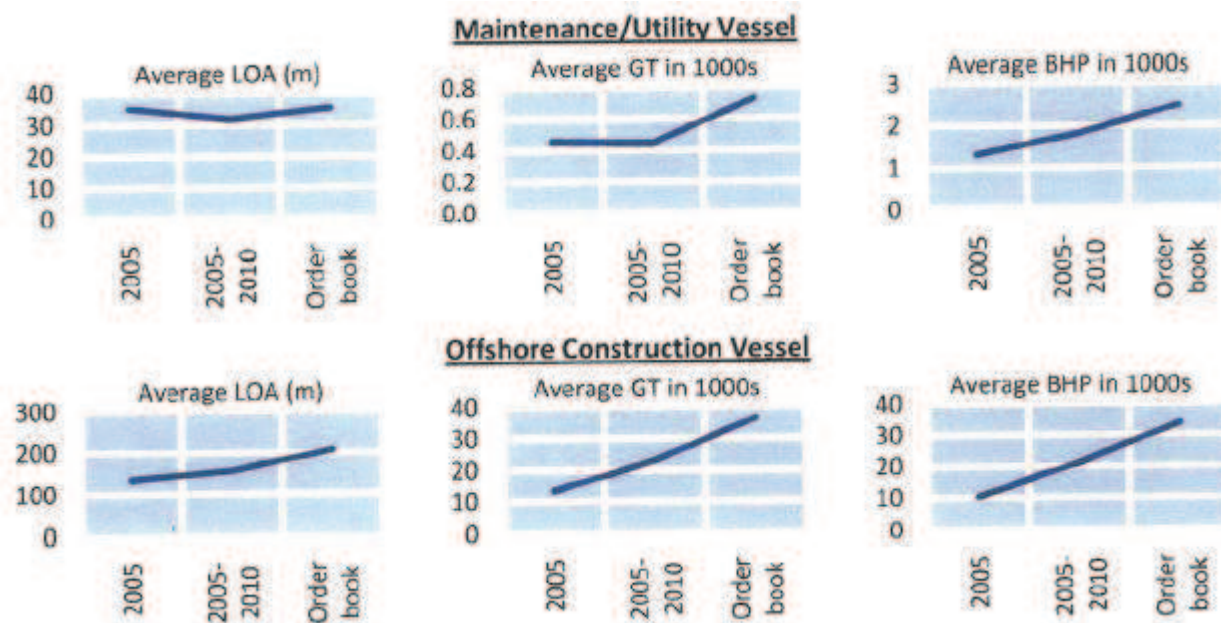 Maintenance/Utility Vessel
Average LOA (m)
40
30
20
10
0
2005
2005-
2010
Order
book
Average GT in 1000s
0.8
0.6
0.4
0.2
0.0
2005
2005-
2010
Order
book
Average BHP in 1000s
3
2
1
0
2005
2005-
2010
Order
book
Offshore Construction Vessel
Average LOA (m)
300
200
100
0
2005
2005-
2010
Order
book
Average GT in 1000s
40
30
20
10
0
2005
2005-
2010
Order
book
Average BHP in 1000s
40
30
20
10
0
2005
2005-
2010
Order
book